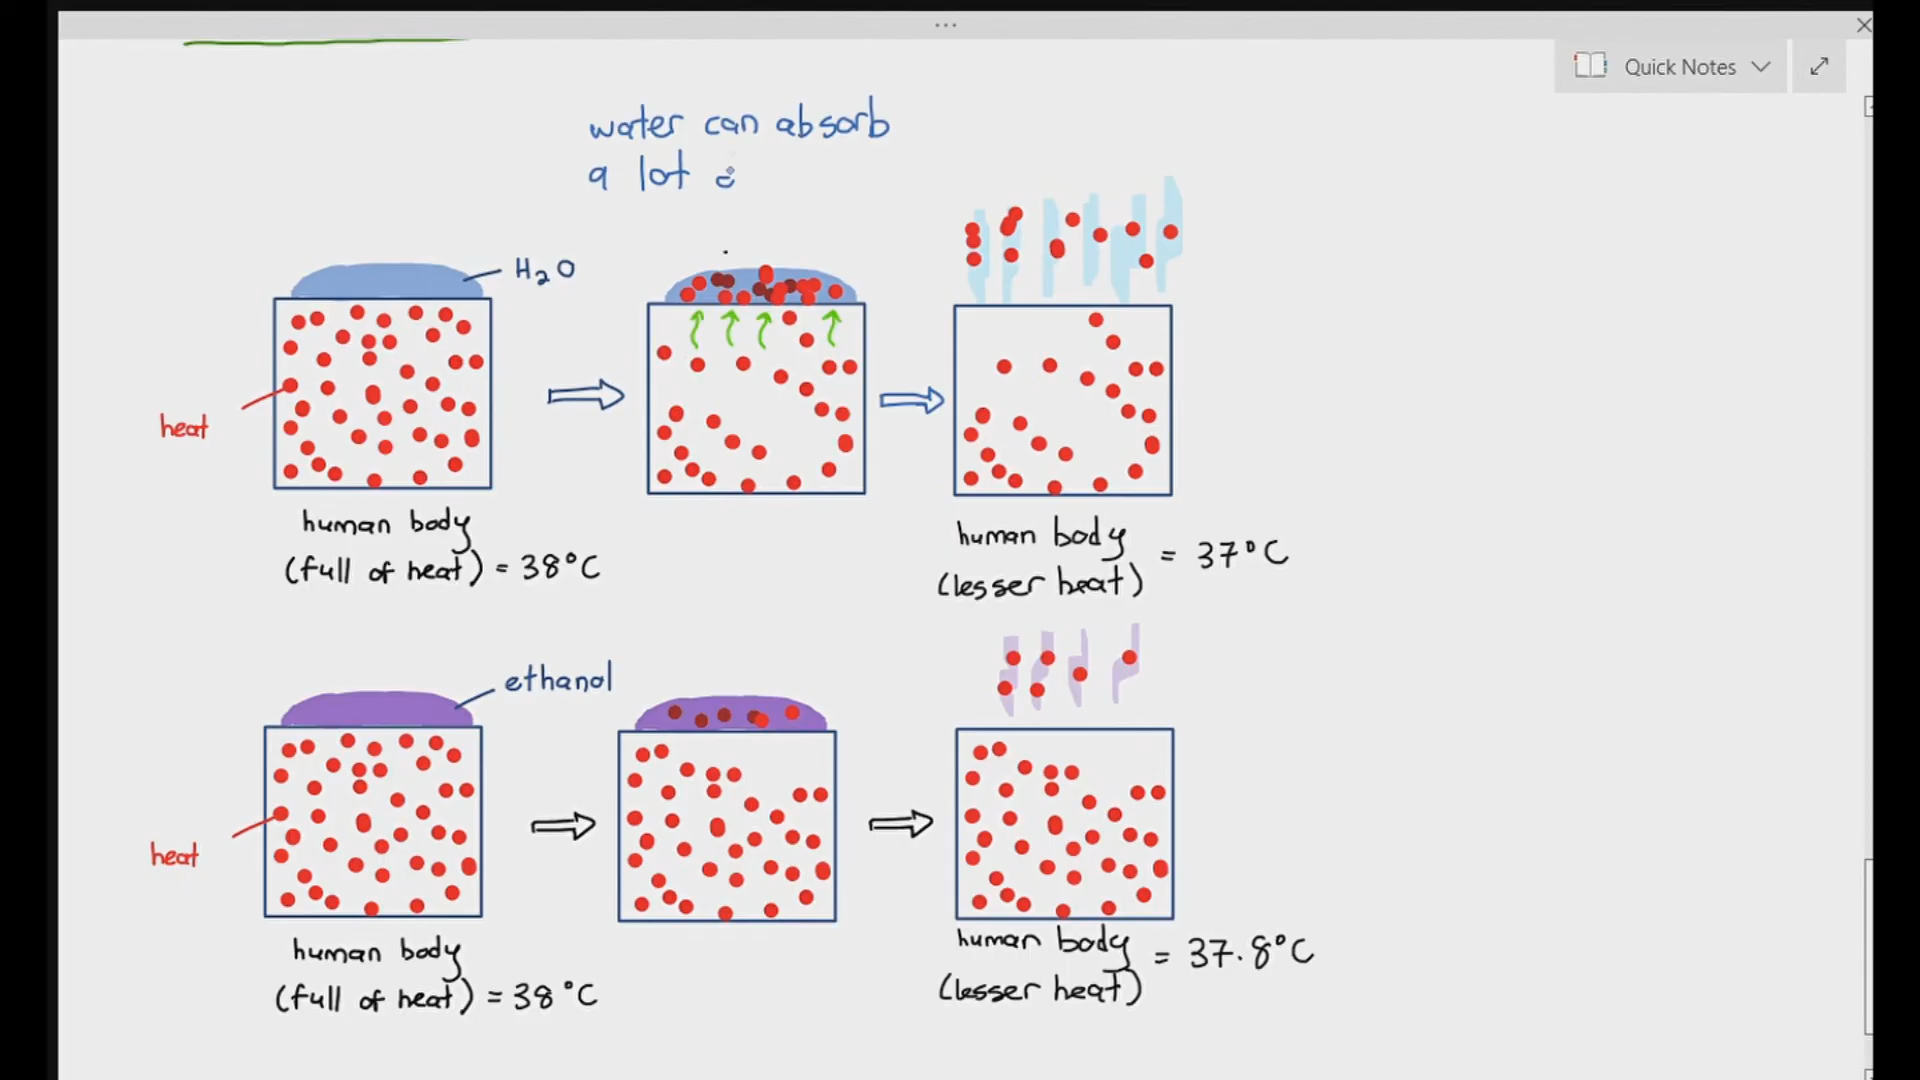 Quick Notes
water can absorb
a lot o
H₂O
heat
human body
(full of heat) = 38°C
human body
(lesser heat) = 37°C
ethanol
heat
human body
(full of heat) = 38°C
human body
(lesser heat) = 37.8°C